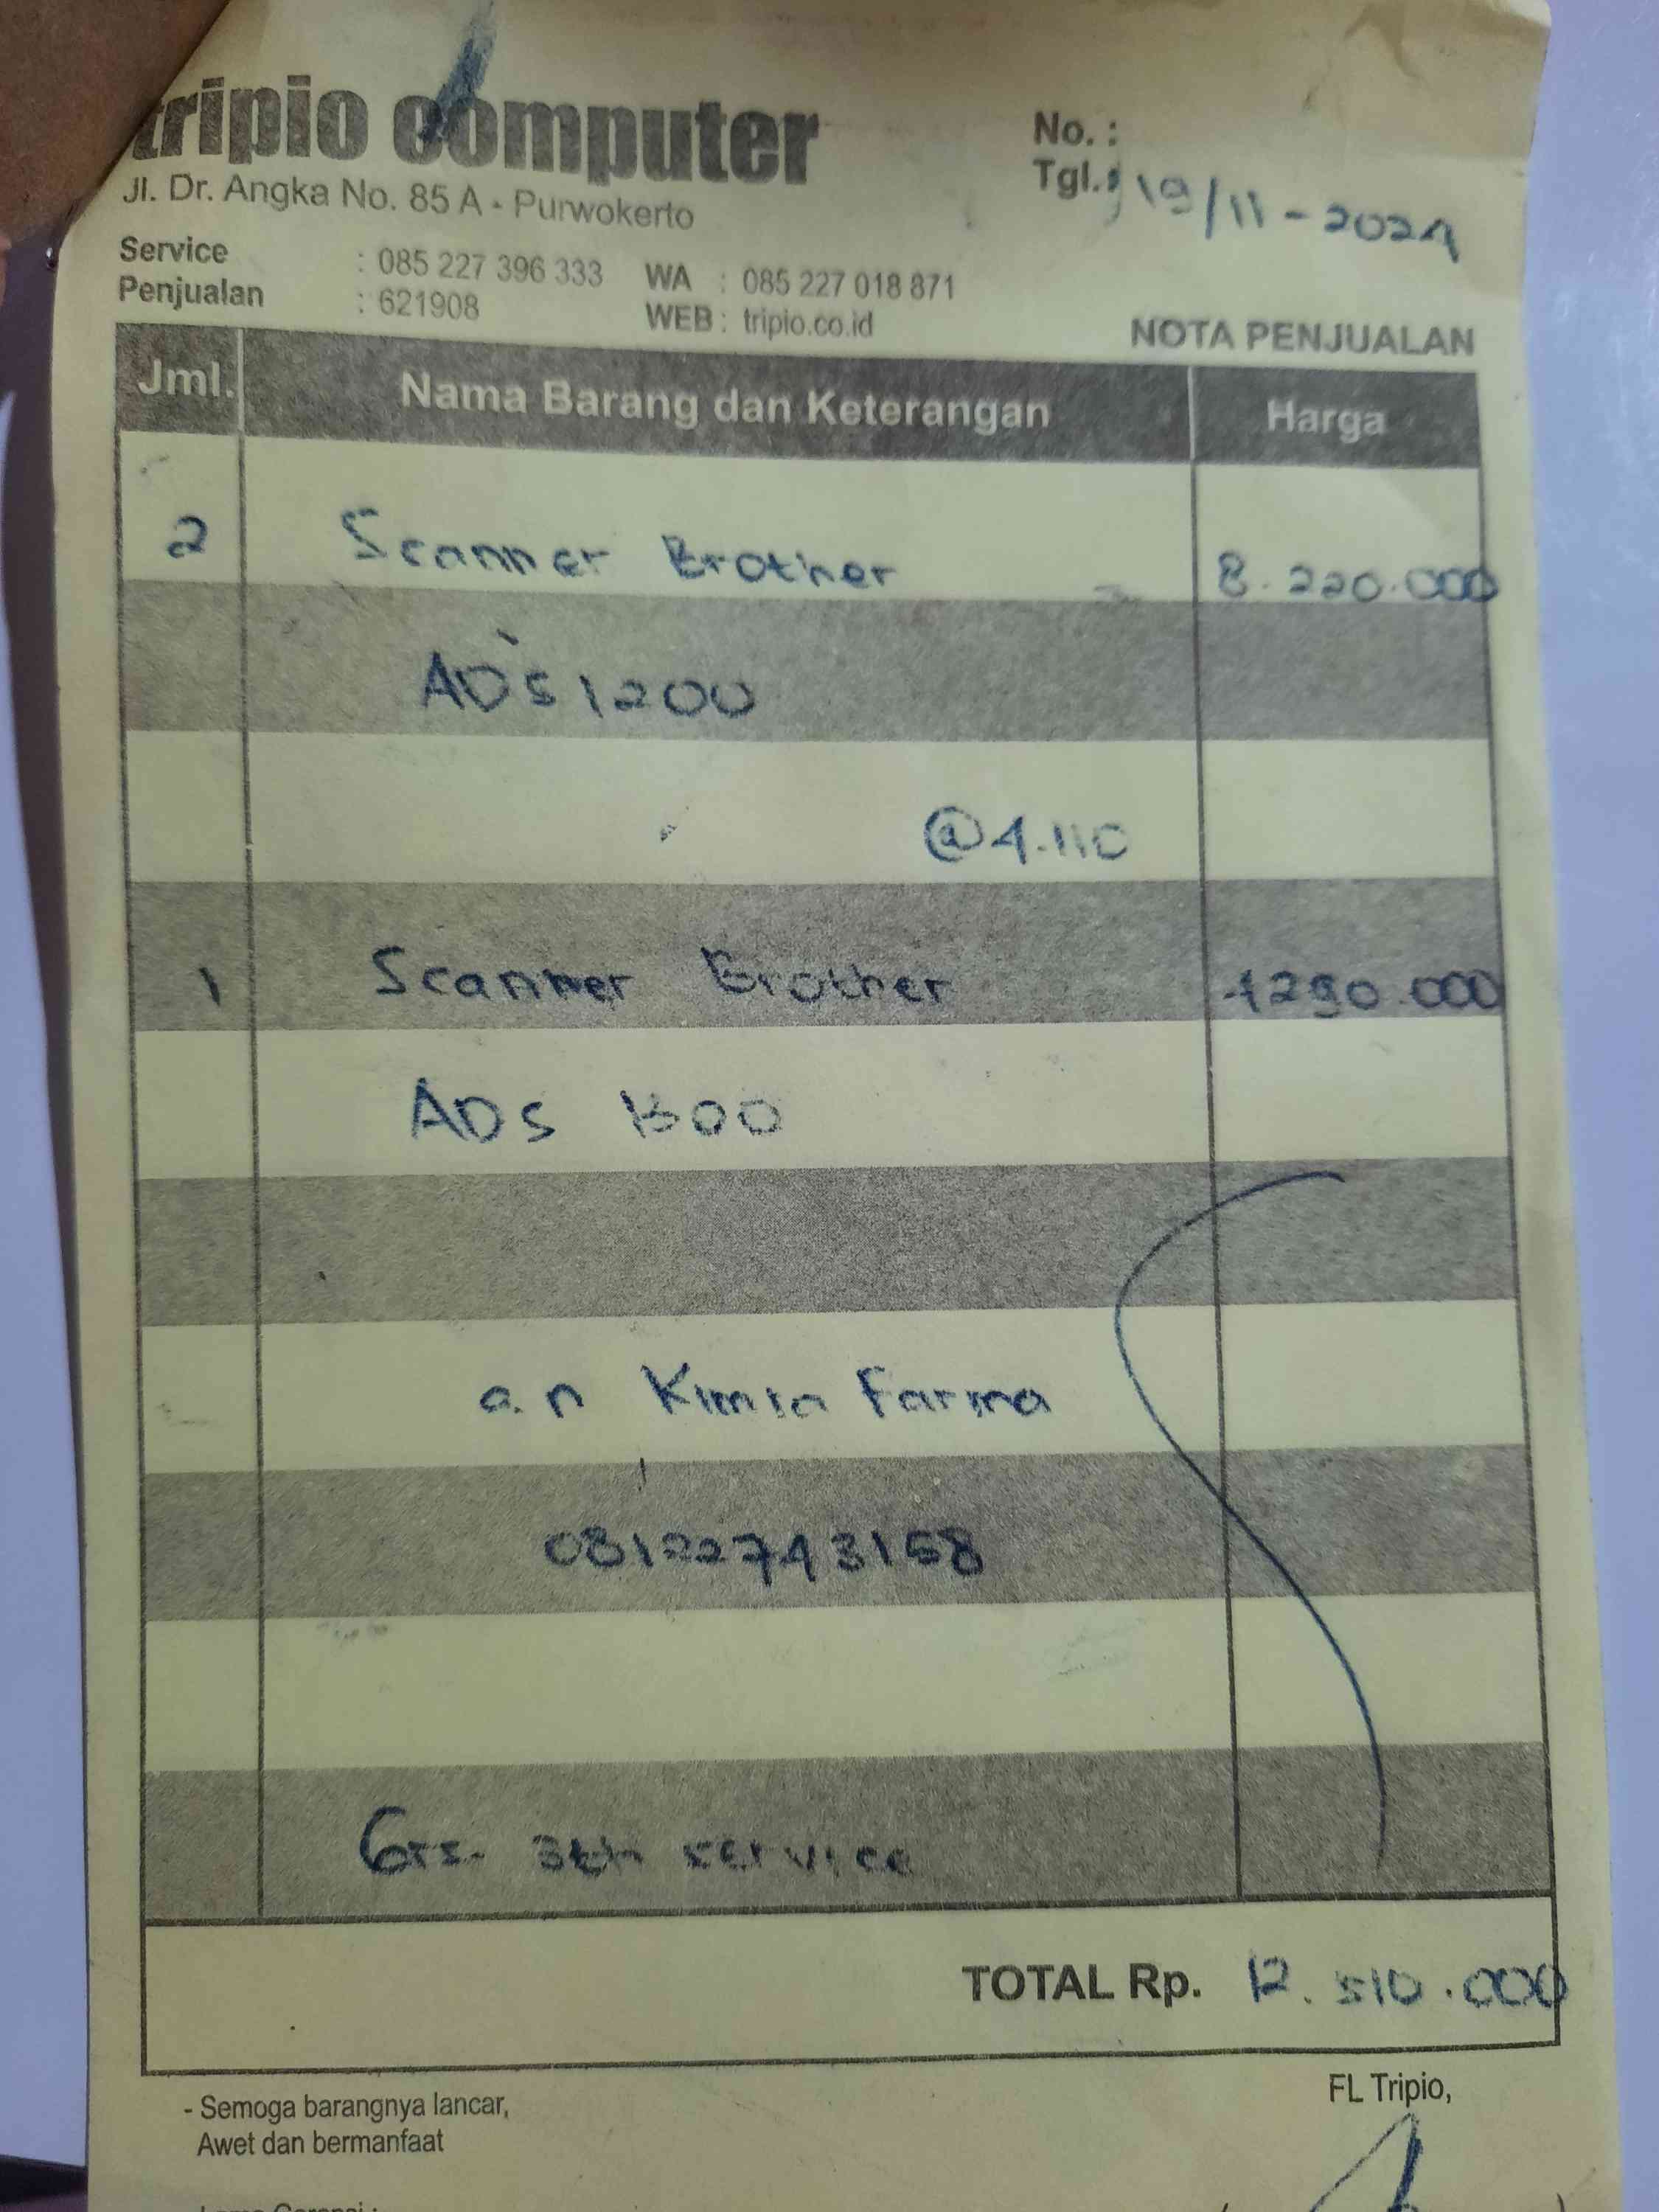 tripio computer
Jl. Dr. Angka No. 85 A - Purwokerto
No. :
Tgl. : 19/11-2024
Service : 085 227 396 333 WA : 085 227 018 871
Penjualan : 621908 WEB : tripio.co.id
NOTA PENJUALAN
Jml. Nama Barang dan Keterangan Harga
2 Scanner Brother 8.220.000
ADS 1200
@4.110
1 Scanner Brother 4290.000
ADS 1300
a.n Kimia Farma
08122743158
3th service
TOTAL Rp. 12.510.000
- Semoga barangnya lancar,
Awet dan bermanfaat
FL Tripio,